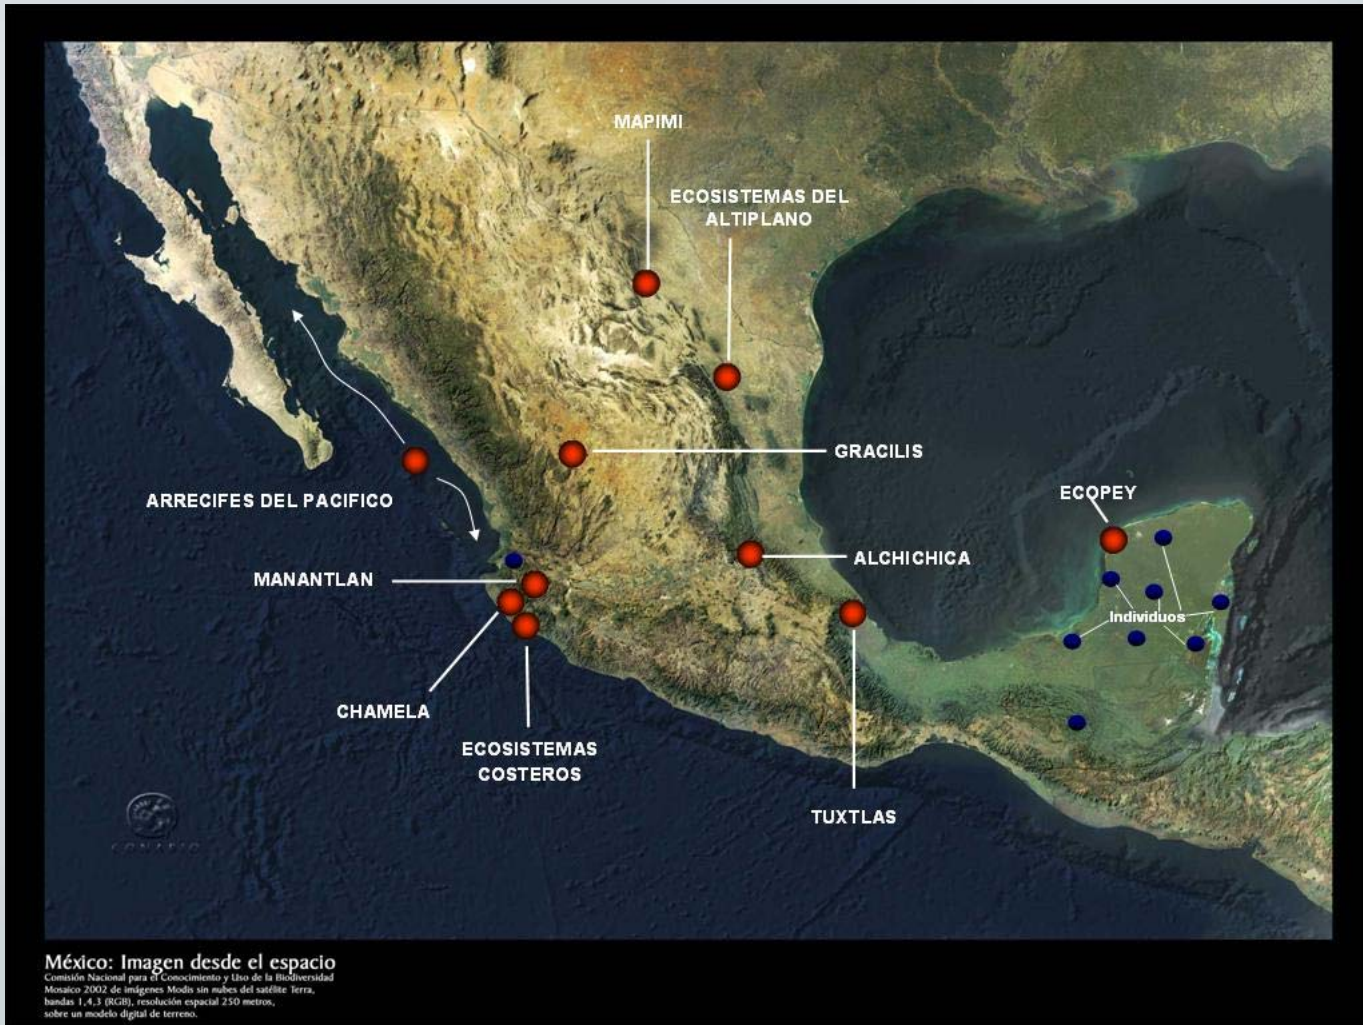 MAPIMI
ECOSISTEMAS DEL
ALTIPLANO
GRACILIS
ECOPEY
ARRECIFES DEL PACIFICO
ALCHICHICA
MANANTLAN
Individuos
CHAMELA
ECOSISTEMAS
COSTEROS
TUXTLAS
CONABIO
México: Imagen desde el espacio
Comisión Nacional para el Conocimiento y Uso de la Biodiversidad
Mosaico 2002 de imágenes Modis sin nubes del satélite Terra,
bandas 1,4,3 (RGB), resolución espacial 250 metros,
sobre un modelo digital de terreno.